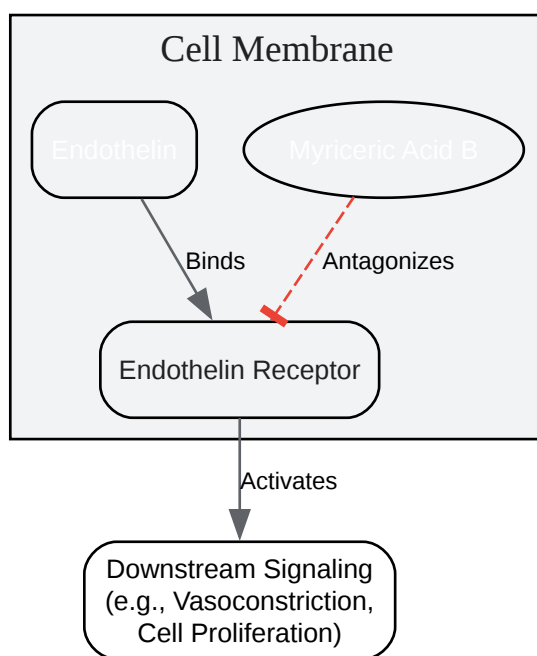 Cell Membrane
Endothelin
Myriceric Acid B
Binds
Antagonizes
Endothelin Receptor
Activates
Downstream Signaling
(e.g., Vasoconstriction,
Cell Proliferation)